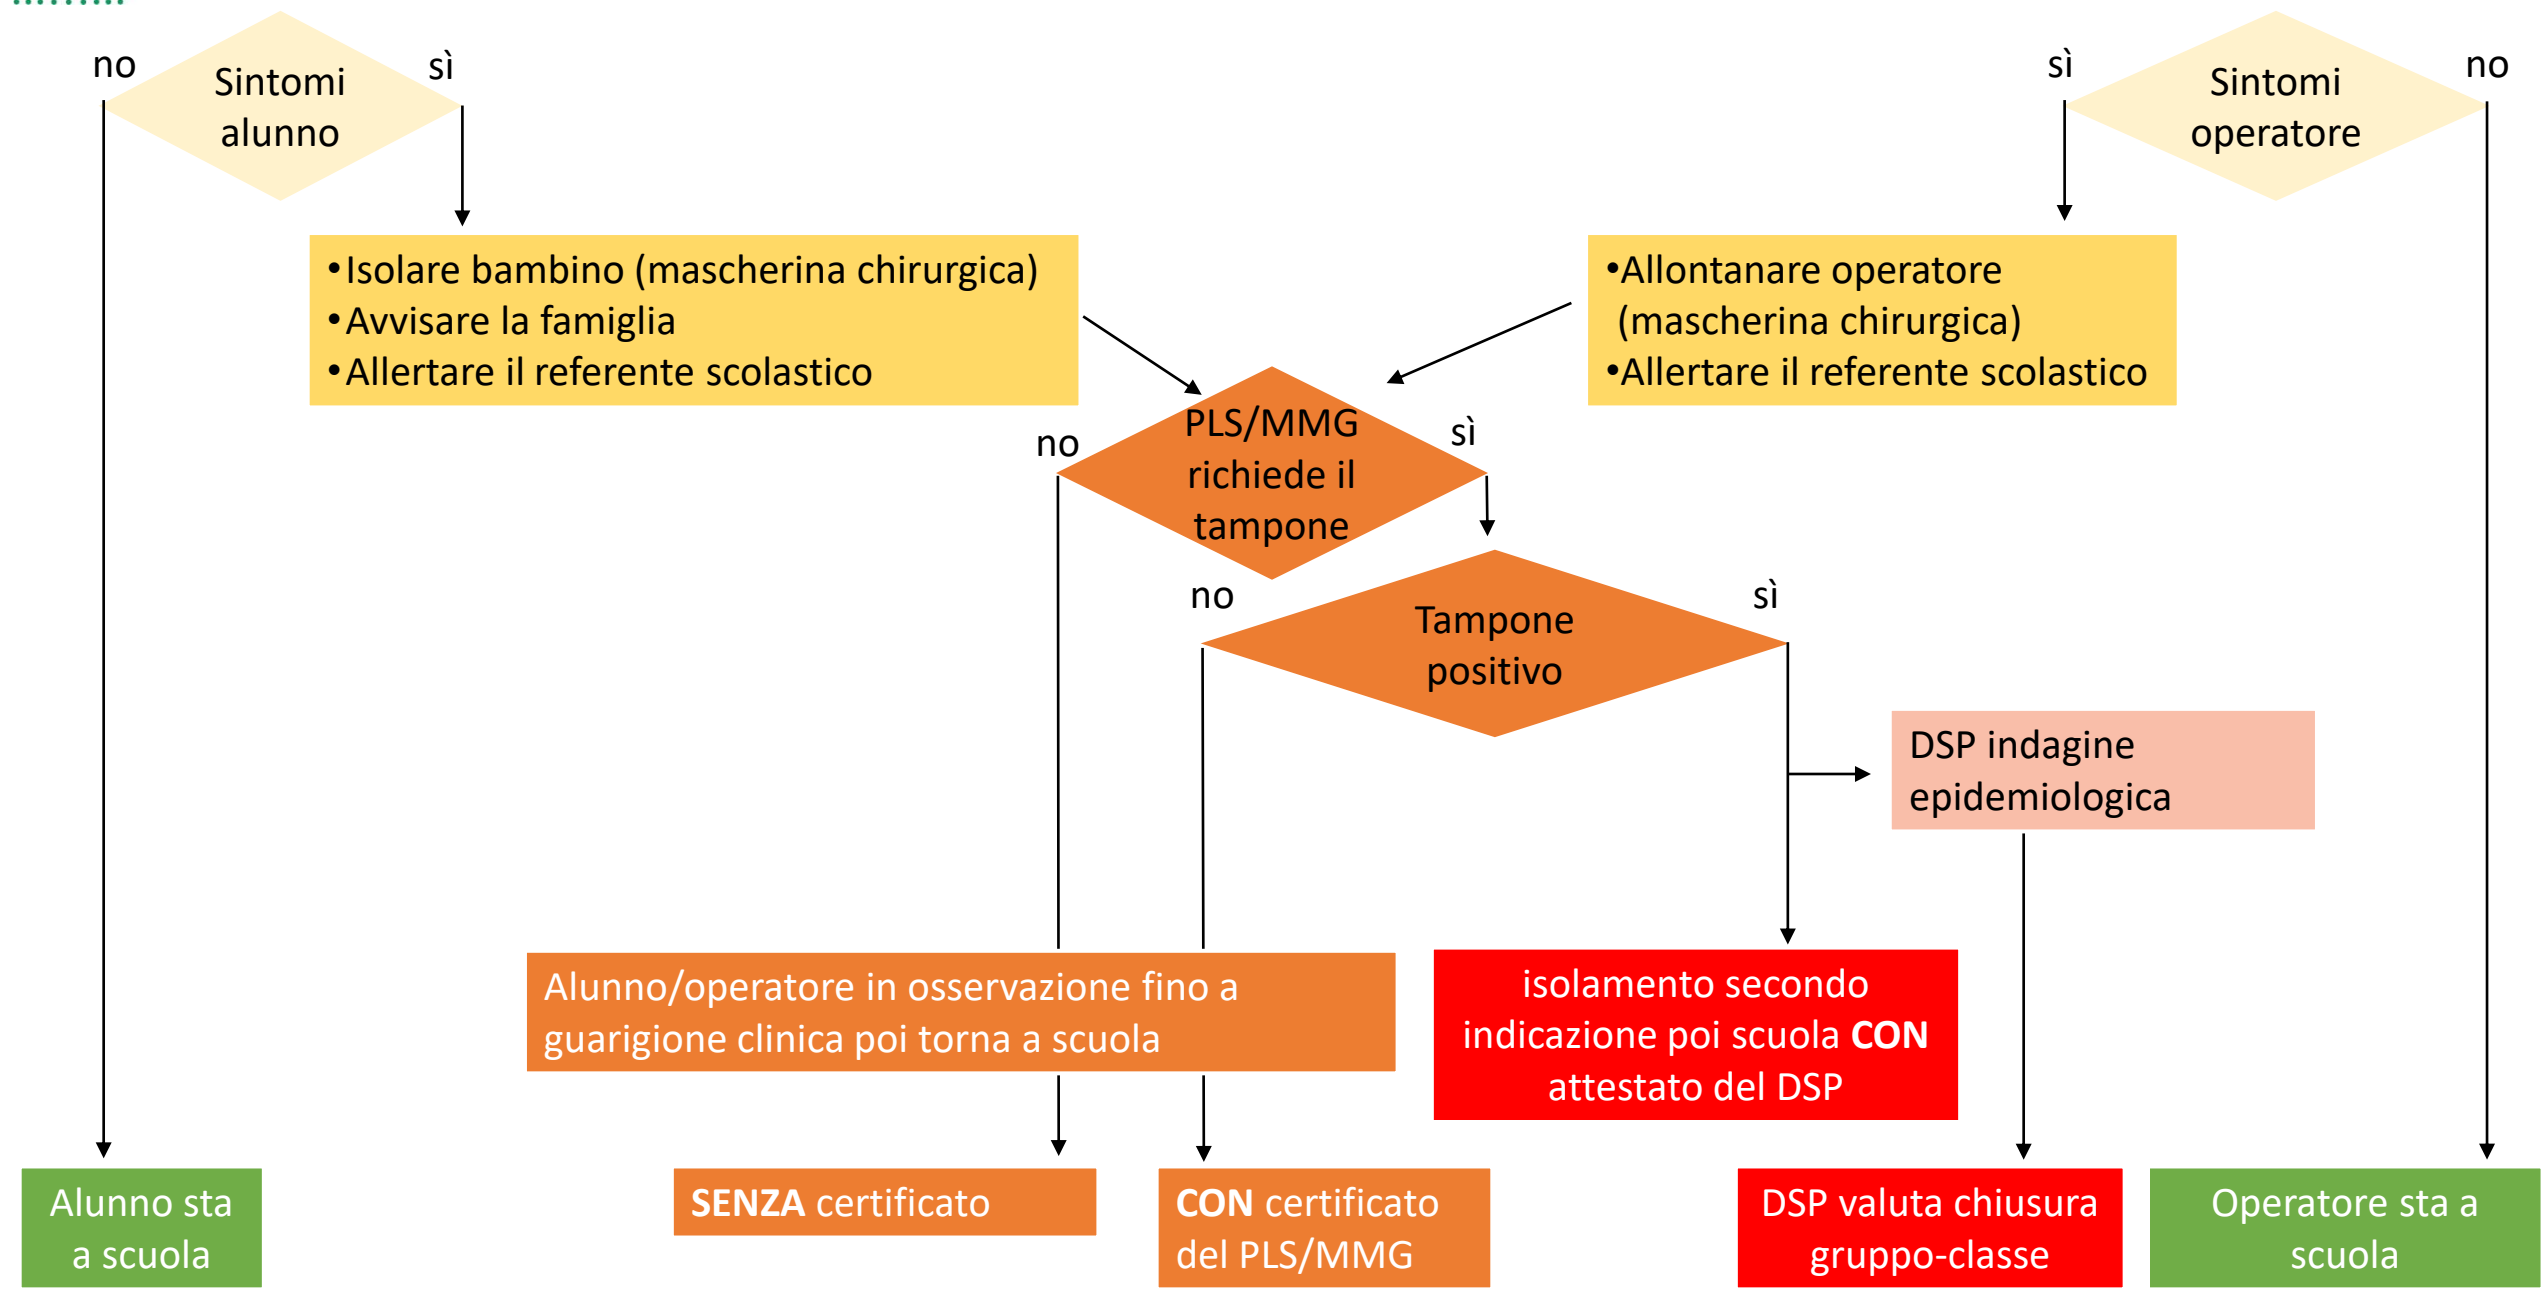 no
Sintomi
alunno
sì
sì
Sintomi
operatore
no
•Isolare bambino (mascherina chirurgica)
•Avvisare la famiglia
•Allertare il referente scolastico
•Allontanare operatore
(mascherina chirurgica)
•Allertare il referente scolastico
no
PLS/MMG
richiede il
tampone
sì
no
Tampone
positivo
sì
DSP indagine
epidemiologica
Alunno/operatore in osservazione fino a
guarigione clinica poi torna a scuola
isolamento secondo
indicazione poi scuola CON
attestato del DSP
Alunno sta
a scuola
SENZA certificato
CON certificato
del PLS/MMG
DSP valuta chiusura
gruppo-classe
Operatore sta a
scuola